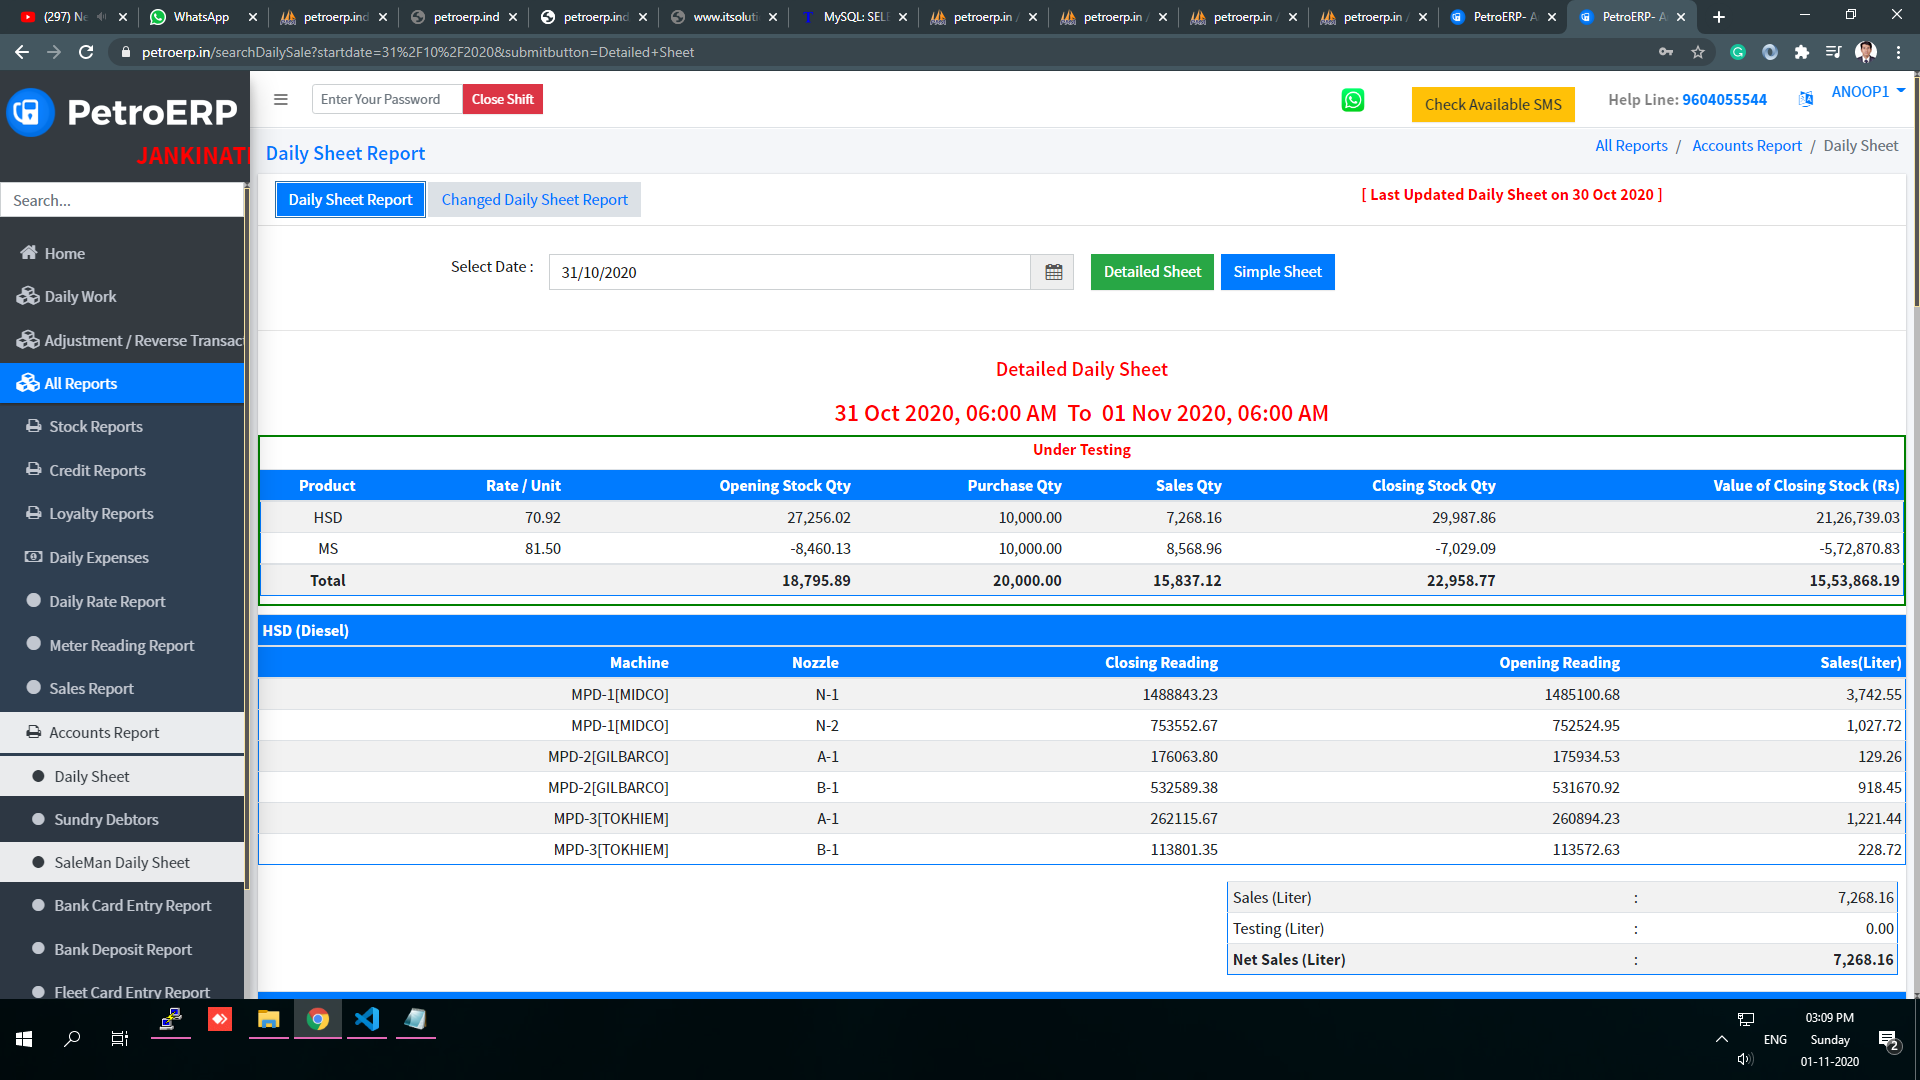 (297) Ne
WhatsApp
petroerp.ind
petroerp.ind
petroerp.ind
www.itsoluti
MySQL: SELE
petroerp.in /
petroerp.in /
petroerp.in /
petroerp.in /
PetroERP- A
PetroERP- A
petroerp.in/searchDailySale?startdate=31%2F10%2F2020&submitbutton=Detailed+Sheet
PetroERP
JANKINAT
Enter Your Password
Close Shift
Check Available SMS
Help Line: 9604055544
ANOOP1
Daily Sheet Report
All Reports / Accounts Report / Daily Sheet
Search...
Home
Daily Work
Adjustment / Reverse Transac
All Reports
Stock Reports
Credit Reports
Loyalty Reports
Daily Expenses
Daily Rate Report
Meter Reading Report
Sales Report
Accounts Report
Daily Sheet
Sundry Debtors
SaleMan Daily Sheet
Bank Card Entry Report
Bank Deposit Report
Fleet Card Entry Report
Daily Sheet Report
Changed Daily Sheet Report
[ Last Updated Daily Sheet on 30 Oct 2020 ]
Select Date :
31/10/2020
Detailed Sheet
Simple Sheet
Detailed Daily Sheet
31 Oct 2020, 06:00 AM To 01 Nov 2020, 06:00 AM
Under Testing
Product Rate / Unit Opening Stock Qty Purchase Qty Sales Qty Closing Stock Qty Value of Closing Stock (Rs)
HSD 70.92 27,256.02 10,000.00 7,268.16 29,987.86 21,26,739.03
MS 81.50 -8,460.13 10,000.00 8,568.96 -7,029.09 -5,72,870.83
Total 18,795.89 20,000.00 15,837.12 22,958.77 15,53,868.19
HSD (Diesel)
Machine Nozzle Closing Reading Opening Reading Sales(Liter)
MPD-1[MIDCO] N-1 1488843.23 1485100.68 3,742.55
MPD-1[MIDCO] N-2 753552.67 752524.95 1,027.72
MPD-2[GILBARCO] A-1 176063.80 175934.53 129.26
MPD-2[GILBARCO] B-1 532589.38 531670.92 918.45
MPD-3[TOKHIEM] A-1 262115.67 260894.23 1,221.44
MPD-3[TOKHIEM] B-1 113801.35 113572.63 228.72
Sales (Liter) : 7,268.16
Testing (Liter) : 0.00
Net Sales (Liter) : 7,268.16
ENG
03:09 PM
Sunday
01-11-2020
2